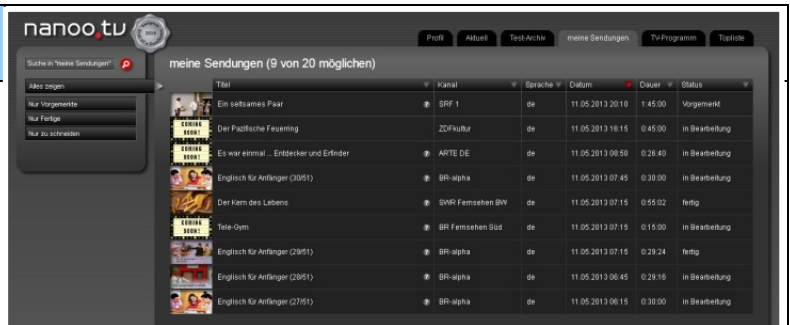 nanoo.tv
Profil Aktuell Test-Archiv meine Sendungen TV-Programm Topliste
Suche in "meine Sendungen"
meine Sendungen (9 von 20 möglichen)
Alles zeigen
Nur Vorgemerkte
Nur Fertige
Nur zu schneiden
Titel Kanal Sprache Datum Dauer Status
Ein seltsames Paar SRF 1 de 11.05.2013 20:10 1:45:00 Vorgemerkt
COMING SOON! Der Pazifische Feuerring ZDFkultur de 11.05.2013 16:15 0:45:00 in Bearbeitung
COMING SOON! Es war einmal ... Entdecker und Erfinder ARTE DE de 11.05.2013 08:50 0:26:40 in Bearbeitung
Englisch für Anfänger (30/51) BR-alpha de 11.05.2013 07:45 0:30:00 in Bearbeitung
Der Kern des Lebens SWR Fernsehen BW de 11.05.2013 07:15 0:55:02 fertig
COMING SOON! Tele-Gym BR Fernsehen Süd de 11.05.2013 07:15 0:15:00 in Bearbeitung
Englisch für Anfänger (29/51) BR-alpha de 11.05.2013 07:15 0:29:24 fertig
Englisch für Anfänger (28/51) BR-alpha de 11.05.2013 06:45 0:29:16 in Bearbeitung
Englisch für Anfänger (27/51) BR-alpha de 11.05.2013 06:15 0:30:00 in Bearbeitung